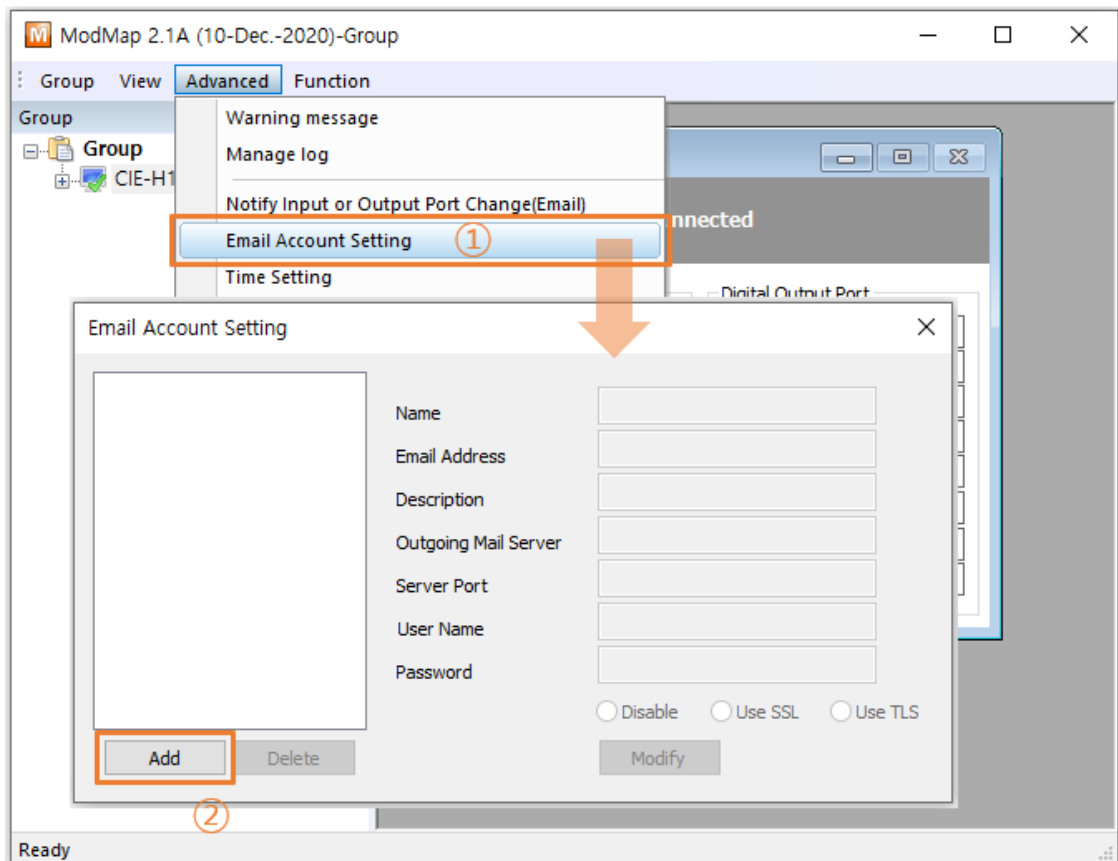 ModMap 2.1A (10-Dec.-2020)-Group
Group View Advanced Function
Group
Group
CIE-H1
Warning message
Manage log
Notify Input or Output Port Change(Email)
Email Account Setting ①
Time Setting
nnected
Digital Output Port
Email Account Setting
Name
Email Address
Description
Outgoing Mail Server
Server Port
User Name
Password
Disable Use SSL Use TLS
Add Delete Modify
②
Ready